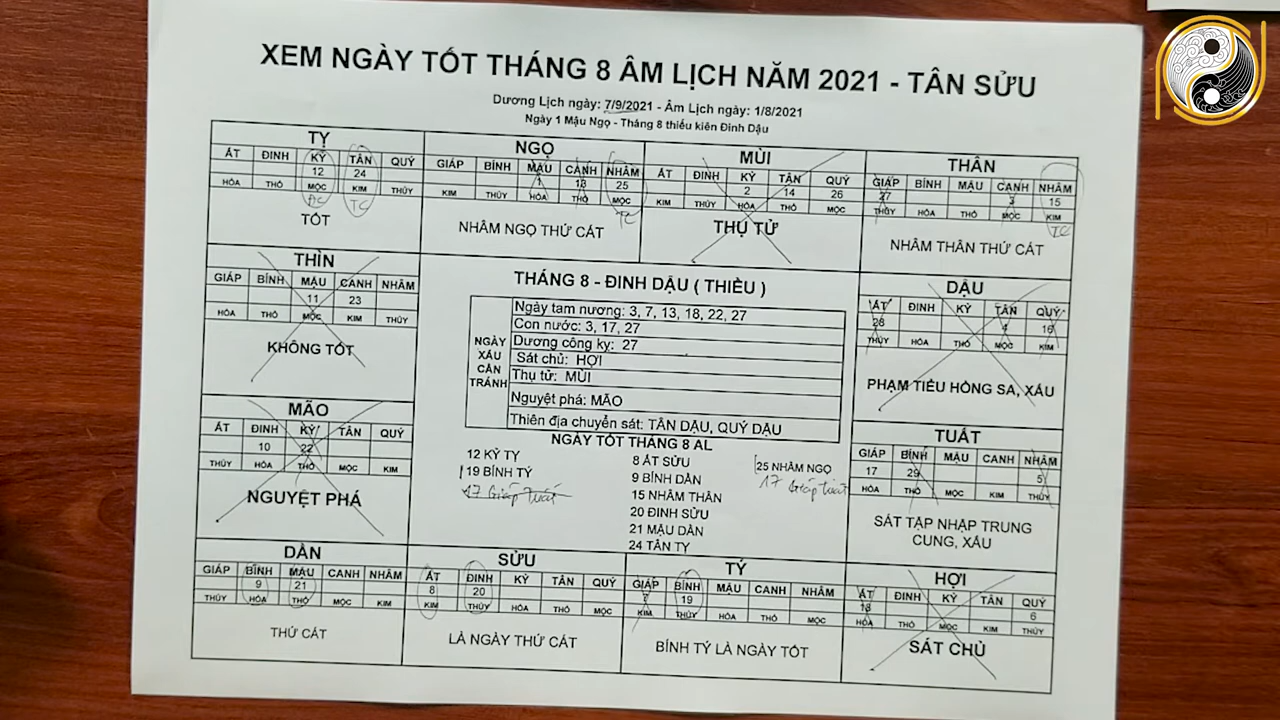 XEM NGÀY TỐT THÁNG 8 ÂM LỊCH NĂM 2021 - TÂN SỬU
Dương Lịch ngày: 7/9/2021 - Âm Lịch ngày: 1/8/2021
Ngày 1 Mậu Ngọ - Tháng 8 thiếu kiên Đinh Dậu
TỴ
ẤT ĐINH KỶ TÂN QUÝ
12 24
HỎA THỔ MỘC KIM THỦY
TC
TỐT
NGỌ
GIÁP BÍNH MẬU CANH NHÂM
1 13 25
KIM THỦY HỎA THỔ MỘC
TC
NHÂM NGỌ THỨ CÁT
MÙI
ẤT ĐINH KỶ TÂN QUÝ
2 14 26
KIM THỦY HỎA THỔ MỘC
THỤ TỬ
THÂN
GIÁP BÍNH MẬU CANH NHÂM
27 3 15
THỦY HỎA THỔ MỘC KIM
TC
NHÂM THÂN THỨ CÁT
THÌN
GIÁP BÍNH MẬU CANH NHÂM
11 23
HỎA THỔ MỘC KIM THỦY
KHÔNG TỐT
THÁNG 8 - ĐINH DẬU ( THIẾU )
NGÀY XẤU CẦN TRÁNH
Ngày tam nương: 3, 7, 13, 18, 22, 27
Con nước: 3, 17, 27
Dương công kỵ: 27
Sát chủ: HỢI
Thụ tử: MÙI
Nguyệt phá: MÃO
Thiên địa chuyển sát: TÂN DẬU, QUÝ DẬU
DẬU
ẤT ĐINH KỶ TÂN QUÝ
28 4 16
THỦY HỎA THỔ MỘC KIM
PHẠM TIỂU HỒNG SA, XẤU
MÃO
ẤT ĐINH KỶ TÂN QUÝ
10 22
THỦY HỎA THỔ MỘC KIM
NGUYỆT PHÁ
NGÀY TỐT THÁNG 8 AL
12 KỶ TỴ
19 BÍNH TÝ
17 Giáp Tuất
8 ẤT SỬU
9 BÍNH DẦN
15 NHÂM THÂN
20 ĐINH SỬU
21 MẬU DẦN
24 TÂN TỴ
25 NHÂM NGỌ
17 Giáp Tuất
TUẤT
GIÁP BÍNH MẬU CANH NHÂM
17 29 5
HỎA THỔ MỘC KIM THỦY
SÁT TẬP NHẬP TRUNG
CUNG, XẤU
DẦN
GIÁP BÍNH MẬU CANH NHÂM
9 21
THỦY HỎA THỔ MỘC KIM
THỨ CÁT
SỬU
ẤT ĐINH KỶ TÂN QUÝ
8 20
KIM THỦY HỎA THỔ MỘC
LÀ NGÀY THỨ CÁT
TÝ
GIÁP BÍNH MẬU CANH NHÂM
7 19
KIM THỦY HỎA THỔ MỘC
BÍNH TÝ LÀ NGÀY TỐT
HỢI
ẤT ĐINH KỶ TÂN QUÝ
18 6
HỎA THỔ MỘC KIM THỦY
SÁT CHỦ